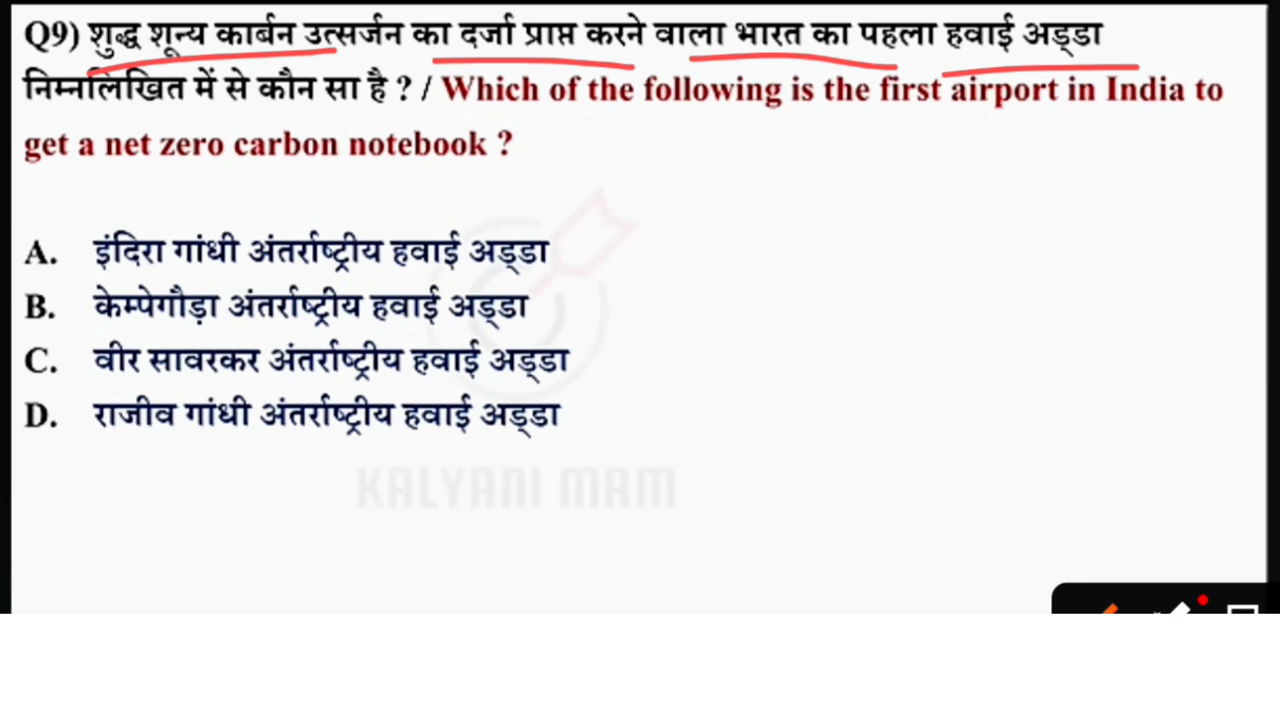 Q9) शुद्ध शून्य कार्बन उत्सर्जन का दर्जा प्राप्त करने वाला भारत का पहला हवाई अड्डा
निम्नलिखित में से कौन सा है ? / Which of the following is the first airport in India to
get a net zero carbon notebook ?
A. इंदिरा गांधी अंतर्राष्ट्रीय हवाई अड्डा
B. केम्पेगौड़ा अंतर्राष्ट्रीय हवाई अड्डा
C. वीर सावरकर अंतर्राष्ट्रीय हवाई अड्डा
D. राजीव गांधी अंतर्राष्ट्रीय हवाई अड्डा
KALYANI MAM